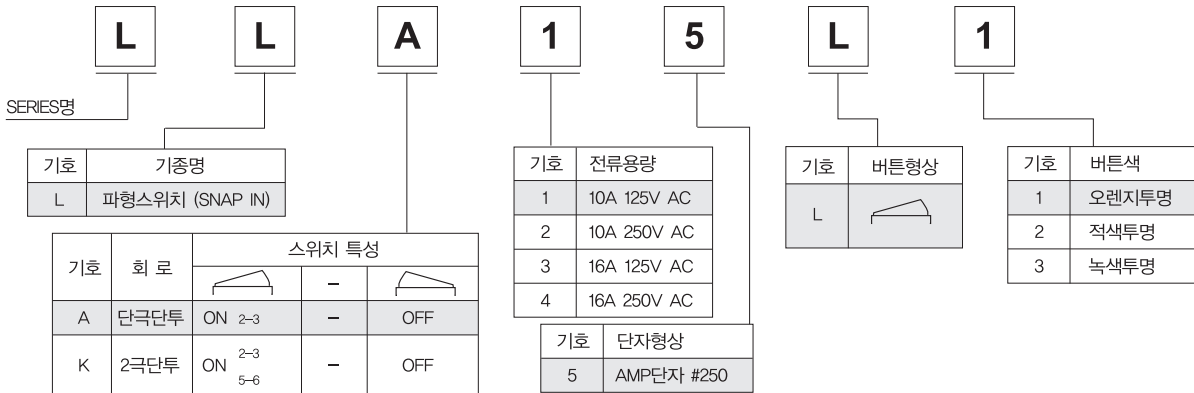 L L A 1 5 L 1
SERIES명
기호 기종명
L 파형스위치 (SNAP IN)
기호 회 로 스위치 특성
–
A 단극단투 ON 2–3 – OFF
K 2극단투 ON 2–3 5–6 – OFF
기호 전류용량
1 10A 125V AC
2 10A 250V AC
3 16A 125V AC
4 16A 250V AC
기호 단자형상
5 AMP단자 #250
기호 버튼형상
L
기호 버튼색
1 오렌지투명
2 적색투명
3 녹색투명